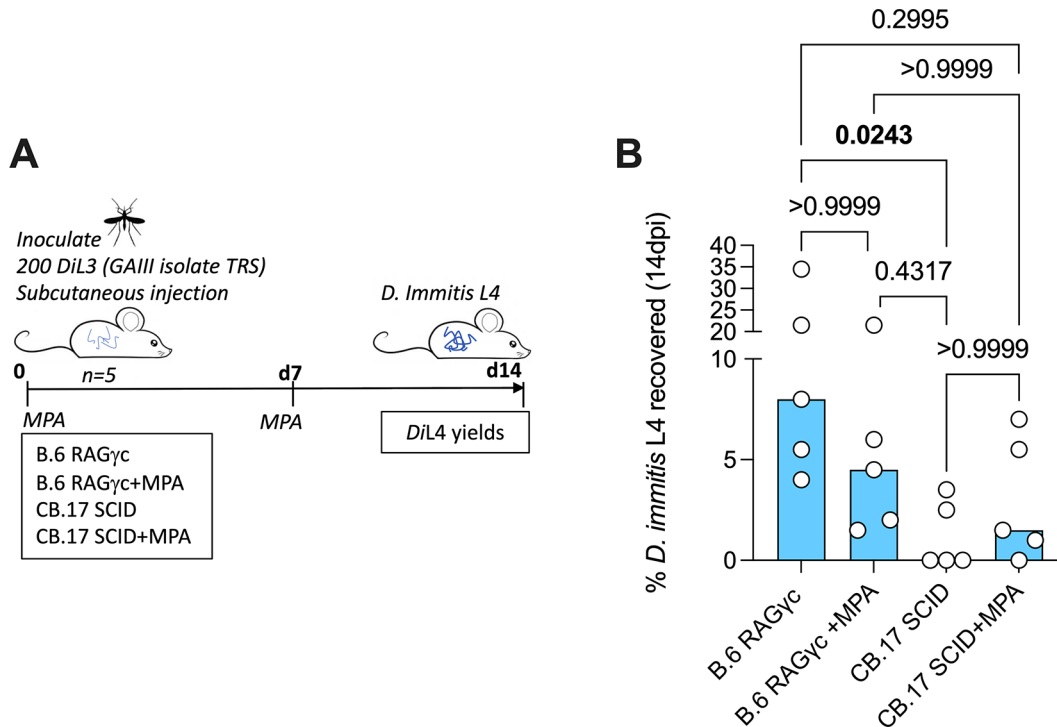 A
Inoculate
200 DiL3 (GAIII isolate TRS)
Subcutaneous injection
D. Immitis L4
0
n=5
d7
d14
MPA
MPA
DiL4 yields
B.6 RAGγc
B.6 RAGγc+MPA
CB.17 SCID
CB.17 SCID+MPA
B
0.2995
>0.9999
0.0243
>0.9999
0.4317
>0.9999
% D. immitis L4 recovered (14dpi)
40
35
30
25
20
10
5
0
B.6 RAGγc
B.6 RAGγc +MPA
CB.17 SCID
CB.17 SCID+MPA